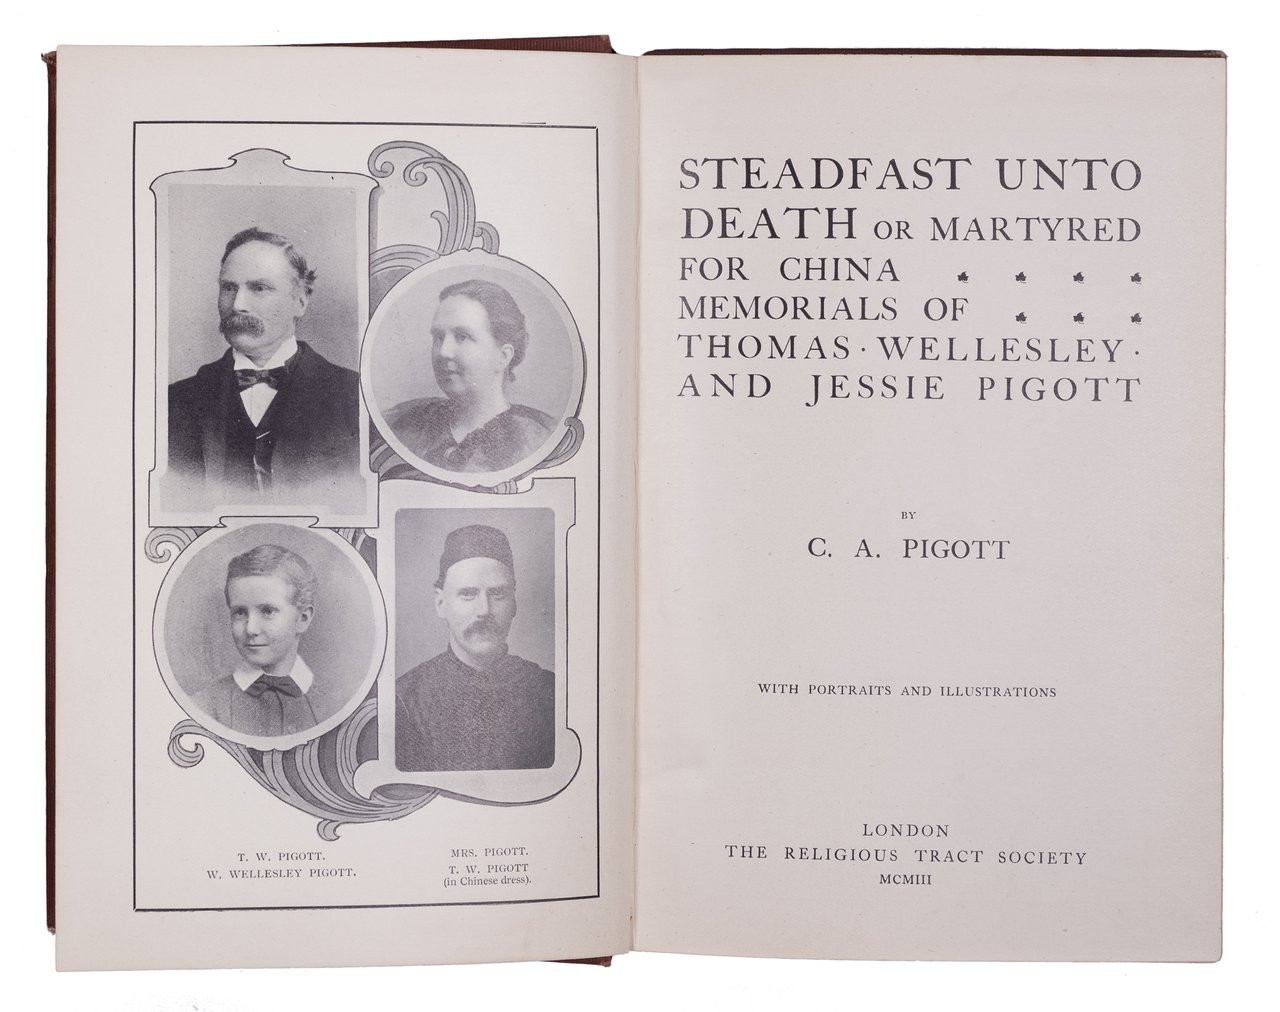 T. W. PIGOTT.
W. WELLESLEY PIGOTT.
MRS. PIGOTT.
T. W. PIGOTT
(in Chinese dress).
STEADFAST UNTO
DEATH OR MARTYRED
FOR CHINA
MEMORIALS OF
THOMAS · WELLESLEY ·
AND JESSIE PIGOTT
BY
C. A. PIGOTT
WITH PORTRAITS AND ILLUSTRATIONS
LONDON
THE RELIGIOUS TRACT SOCIETY
MCMIII